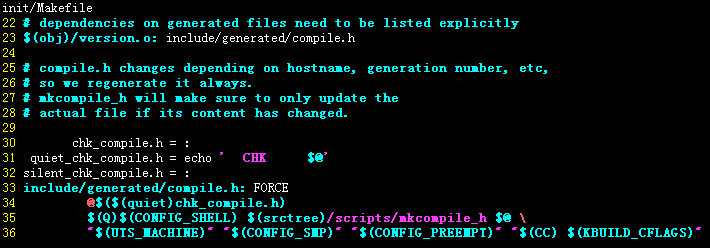 init/Makefile
22 # dependencies on generated files need to be listed explicitly
23 $(obj)/version.o: include/generated/compile.h
24
25 # compile.h changes depending on hostname, generation number, etc,
26 # so we regenerate it always.
27 # mkcompile_h will make sure to only update the
28 # actual file if its content has changed.
29
30        chk_compile.h = :
31  quiet_chk_compile.h = echo '  CHK     $@'
32 silent_chk_compile.h = :
33 include/generated/compile.h: FORCE
34         @$($(quiet)chk_compile.h)
35         $(Q)$(CONFIG_SHELL) $(srctree)/scripts/mkcompile_h $@ \
36         "$(UTS_MACHINE)" "$(CONFIG_SMP)" "$(CONFIG_PREEMPT)" "$(CC) $(KBUILD_CFLAGS)"